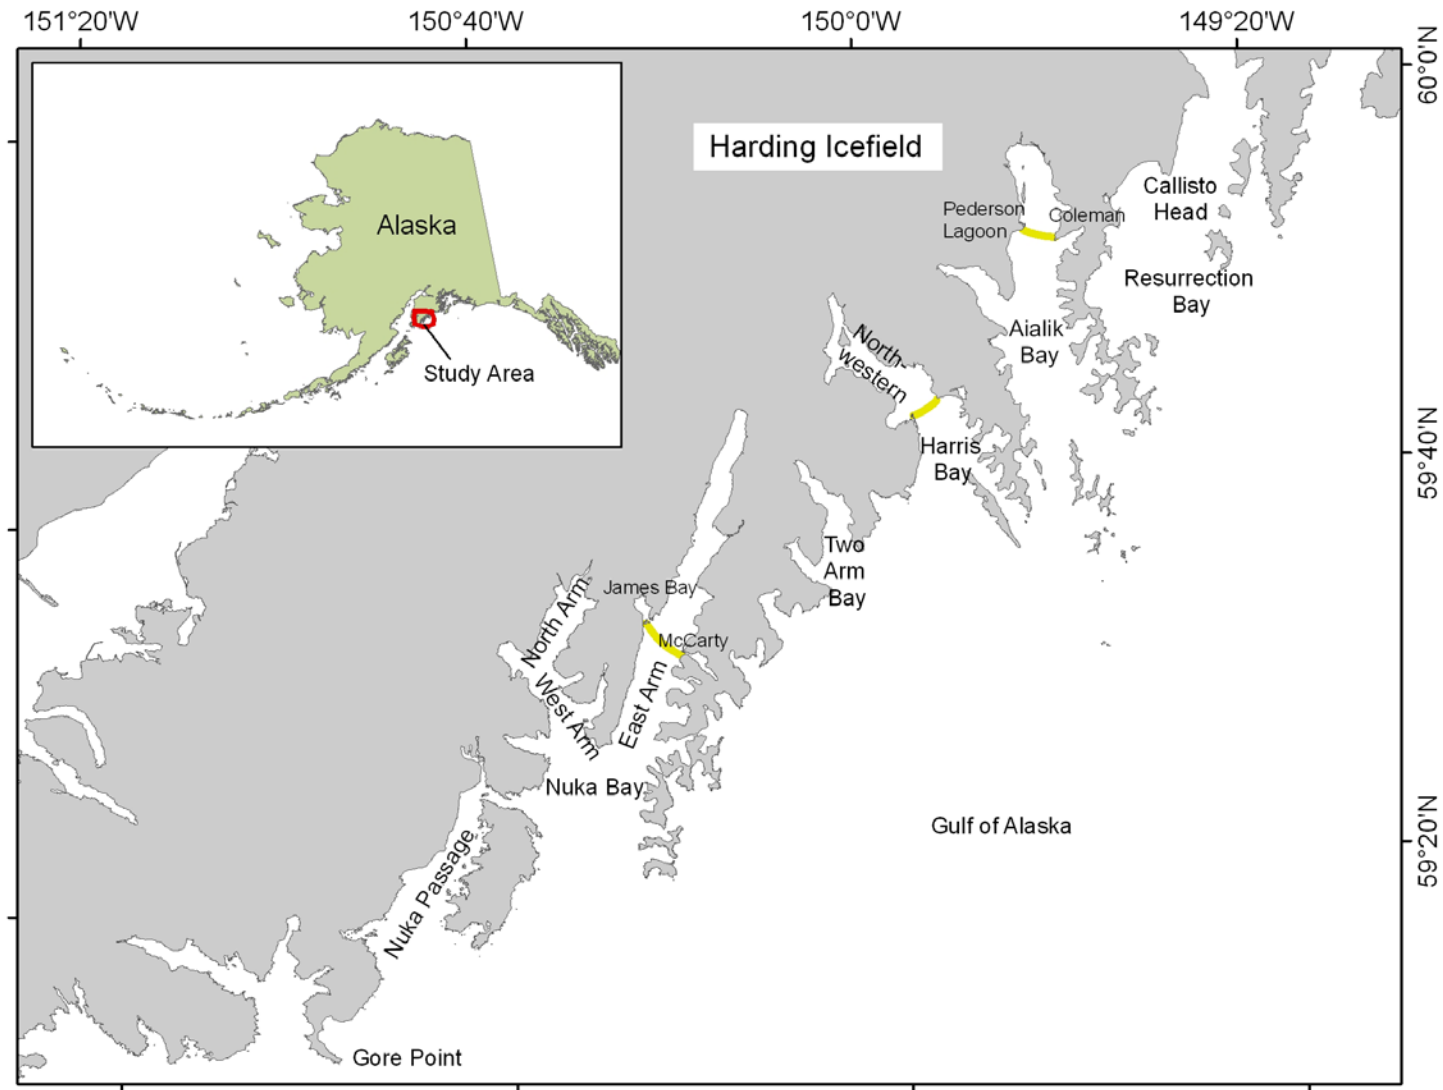 151°20'W
150°40'W
150°0'W
149°20'W
60°0'N
59°40'N
59°20'N
Alaska
Study Area
Harding Icefield
Pederson
Lagoon
Coleman
Callisto
Head
Resurrection
Bay
Aialik
Bay
North-
western
Harris
Bay
Two
Arm
Bay
James Bay
McCarty
North Arm
West Arm
East Arm
Nuka Bay
Nuka Passage
Gulf of Alaska
Gore Point